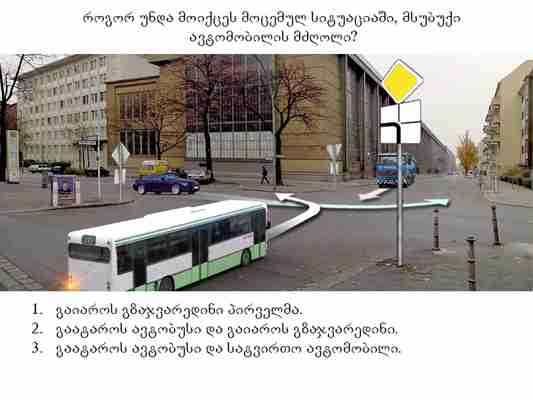 როგორ უნდა მოიქცეს მოცემულ სიტუაციაში, მსუბუქი
ავტომობილის მძღოლი?
1. გაიაროს გზაჯვარედინი პირველმა.
2. გაატაროს ავტობუსი და გაიაროს გზაჯვარედინი.
3. გაატაროს ავტობუსი და სატვირთო ავტომობილი.